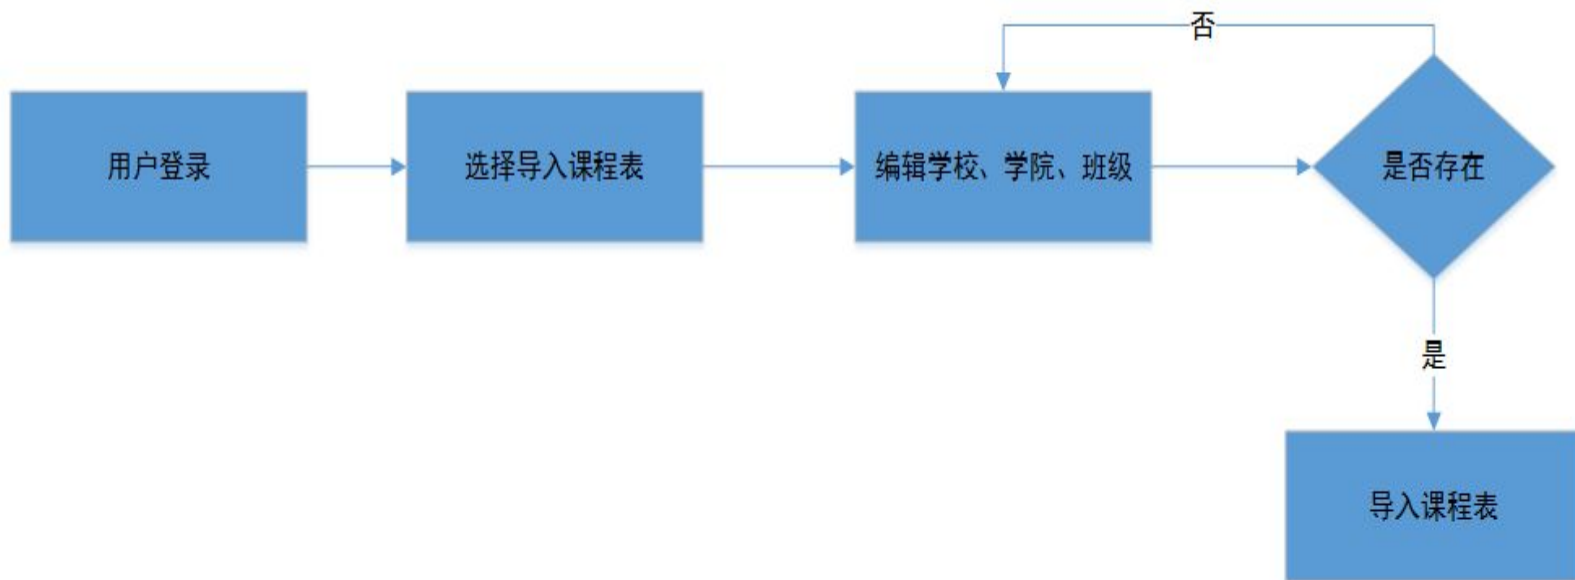 否
用户登录
选择导入课程表
编辑学校、学院、班级
是否存在
是
导入课程表